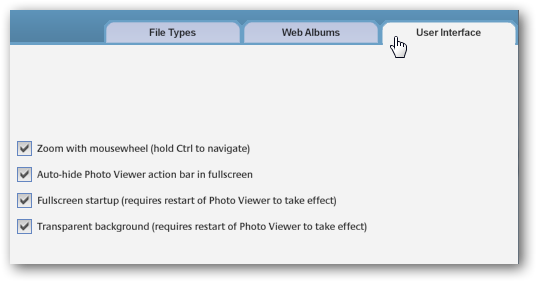 File Types
Web Albums
User Interface
Zoom with mousewheel (hold Ctrl to navigate)
Auto-hide Photo Viewer action bar in fullscreen
Fullscreen startup (requires restart of Photo Viewer to take effect)
Transparent background (requires restart of Photo Viewer to take effect)